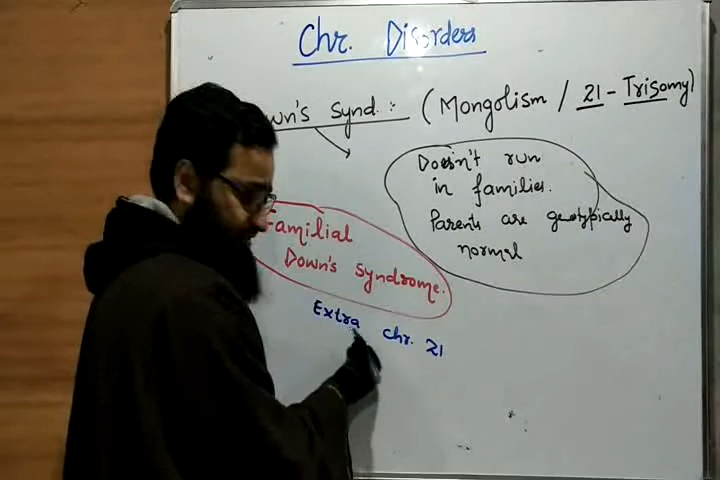 Chr. Disorders
wn's Synd. :- (Mongolism / 21 - Trisomy)
Doesn't run
in families.
Parents are genotypically
normal
Familial
Down's Syndrome.
Extra Chr. 21